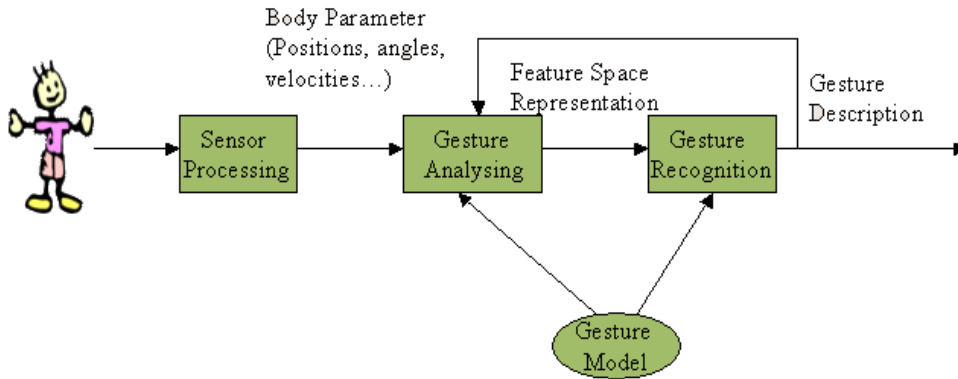 Body Parameter
(Positions, angles,
velocities...)
Feature Space
Representation
Gesture
Description
Sensor
Processing
Gesture
Analysing
Gesture
Recognition
Gesture
Model